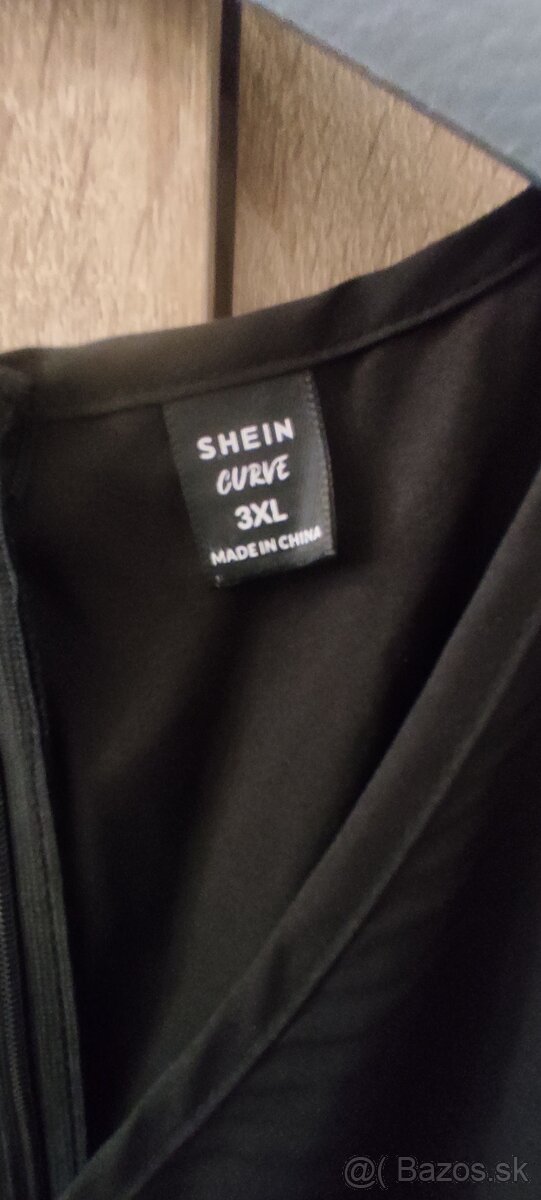 SHEIN
CURVE
3XL
MADE IN CHINA
@( Bazos.sk